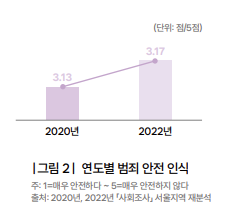 (단위: 점/5점)
3.13
3.17
2020년
2022년
|그림 2| 연도별 범죄 안전 인식
주: 1=매우 안전하다 ~ 5=매우 안전하지 않다
출처: 2020년, 2022년 「사회조사」 서울지역 재분석